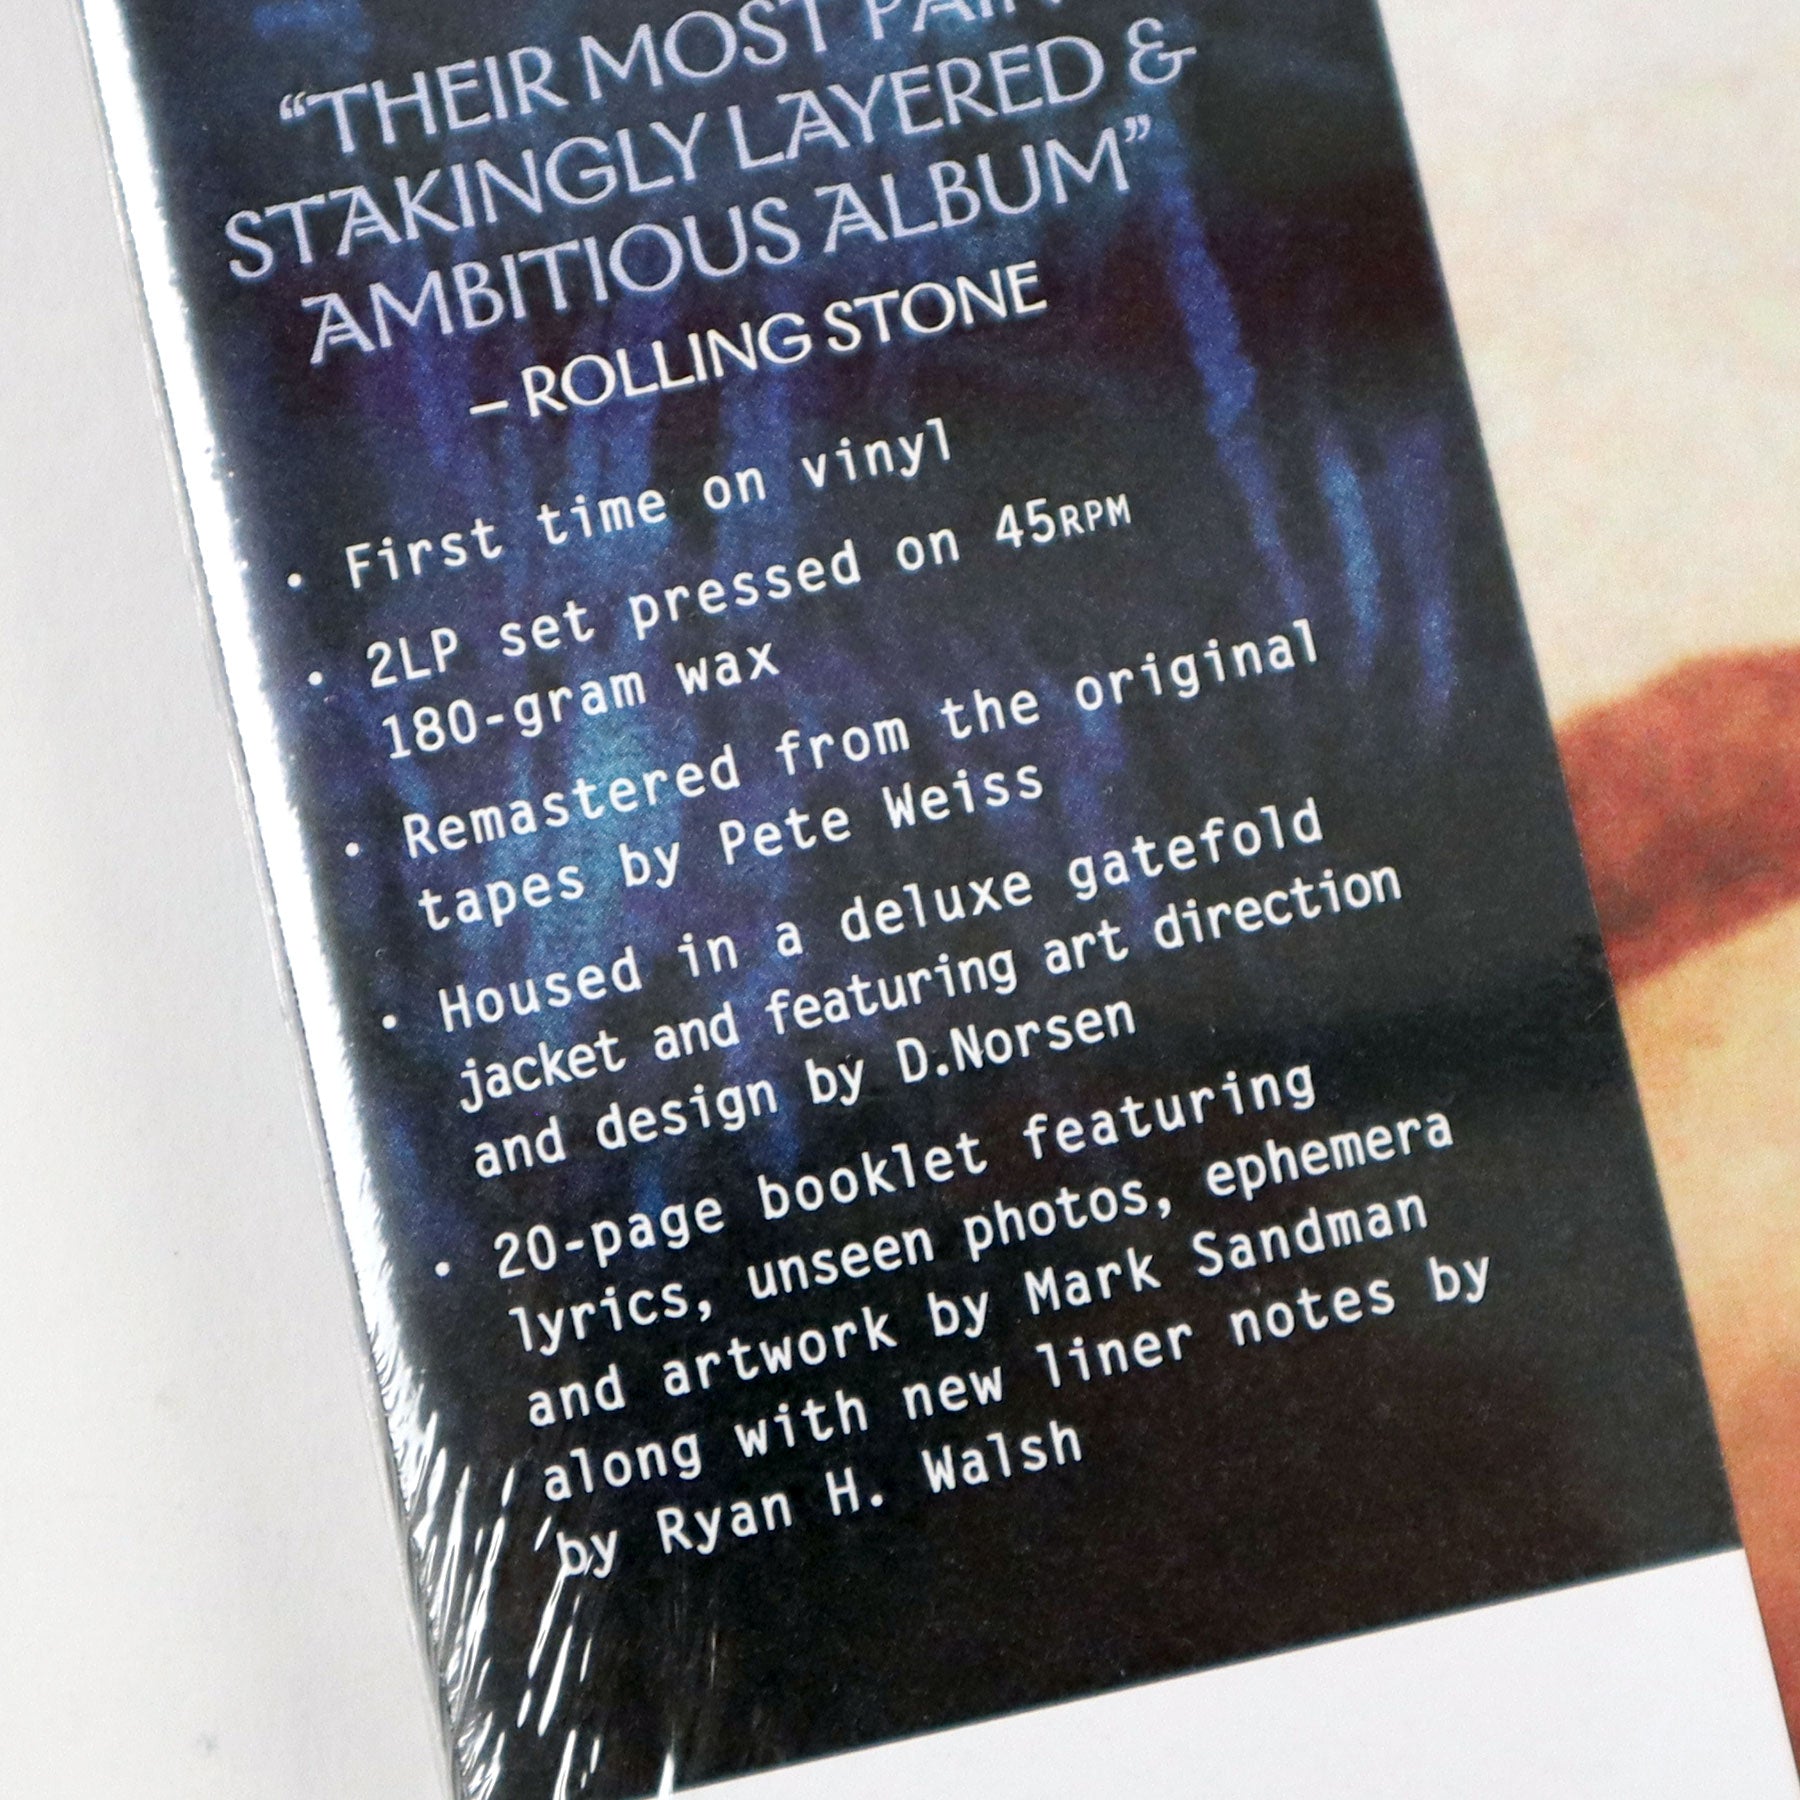 “THEIR MOST PAIN
STAKINGLY LAYERED &
AMBITIOUS ALBUM”
– ROLLING STONE
• First time on vinyl
• 2LP set pressed on 45RPM
180-gram wax
• Remastered from the original
tapes by Pete Weiss
• Housed in a deluxe gatefold
jacket and featuring art direction
and design by D.Norsen
• 20-page booklet featuring
lyrics, unseen photos, ephemera
and artwork by Mark Sandman
along with new liner notes by
by Ryan H. Walsh